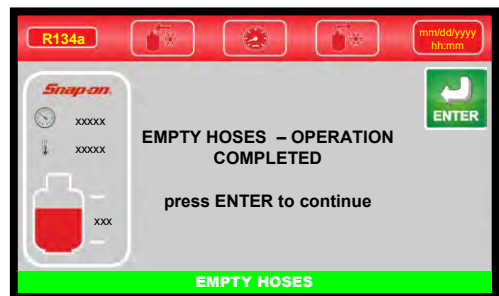 R134a
mm/dd/yyyy
hh:mm
Snap-on
ENTER
xxxxx
xxxxx
EMPTY HOSES – OPERATION
COMPLETED
press ENTER to continue
xxx
EMPTY HOSES